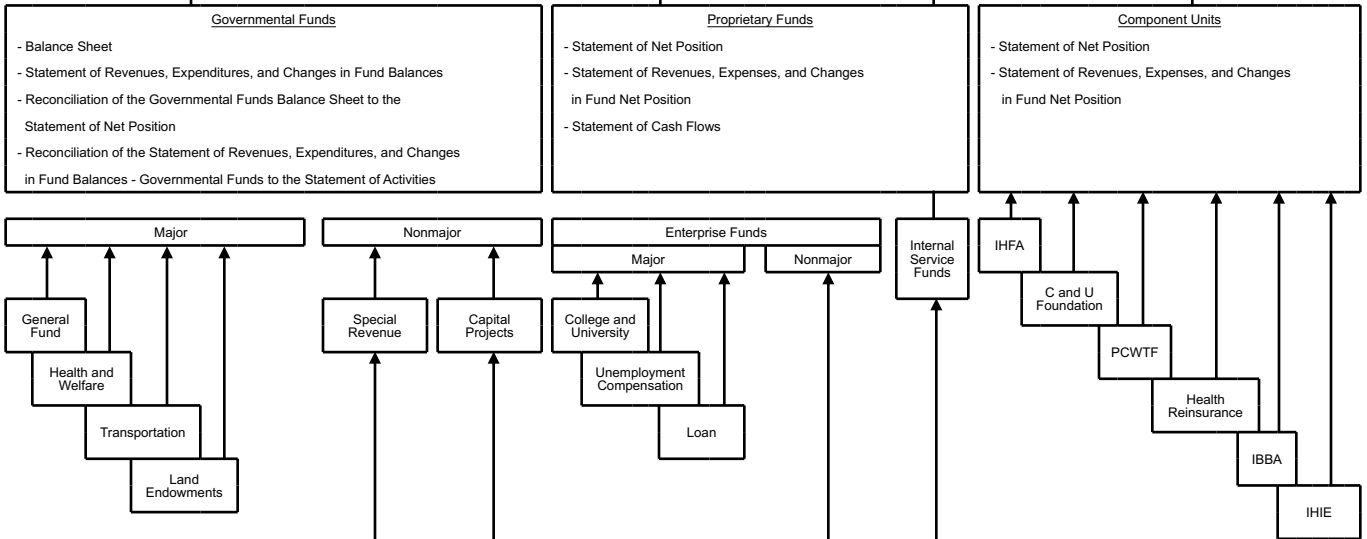 Governmental Funds
- Balance Sheet
- Statement of Revenues, Expenditures, and Changes in Fund Balances
- Reconciliation of the Governmental Funds Balance Sheet to the
Statement of Net Position
- Reconciliation of the Statement of Revenues, Expenditures, and Changes
in Fund Balances - Governmental Funds to the Statement of Activities
Proprietary Funds
- Statement of Net Position
- Statement of Revenues, Expenses, and Changes
in Fund Net Position
- Statement of Cash Flows
Component Units
- Statement of Net Position
- Statement of Revenues, Expenses, and Changes
in Fund Net Position
Major
General
Fund
Health and
Welfare
Transportation
Land
Endowments
Nonmajor
Special
Revenue
Capital
Projects
Enterprise Funds
Major
Nonmajor
College and
University
Unemployment
Compensation
Loan
Internal
Service
Funds
IHFA
C and U
Foundation
PCWTF
Health
Reinsurance
IBBA
IHIE